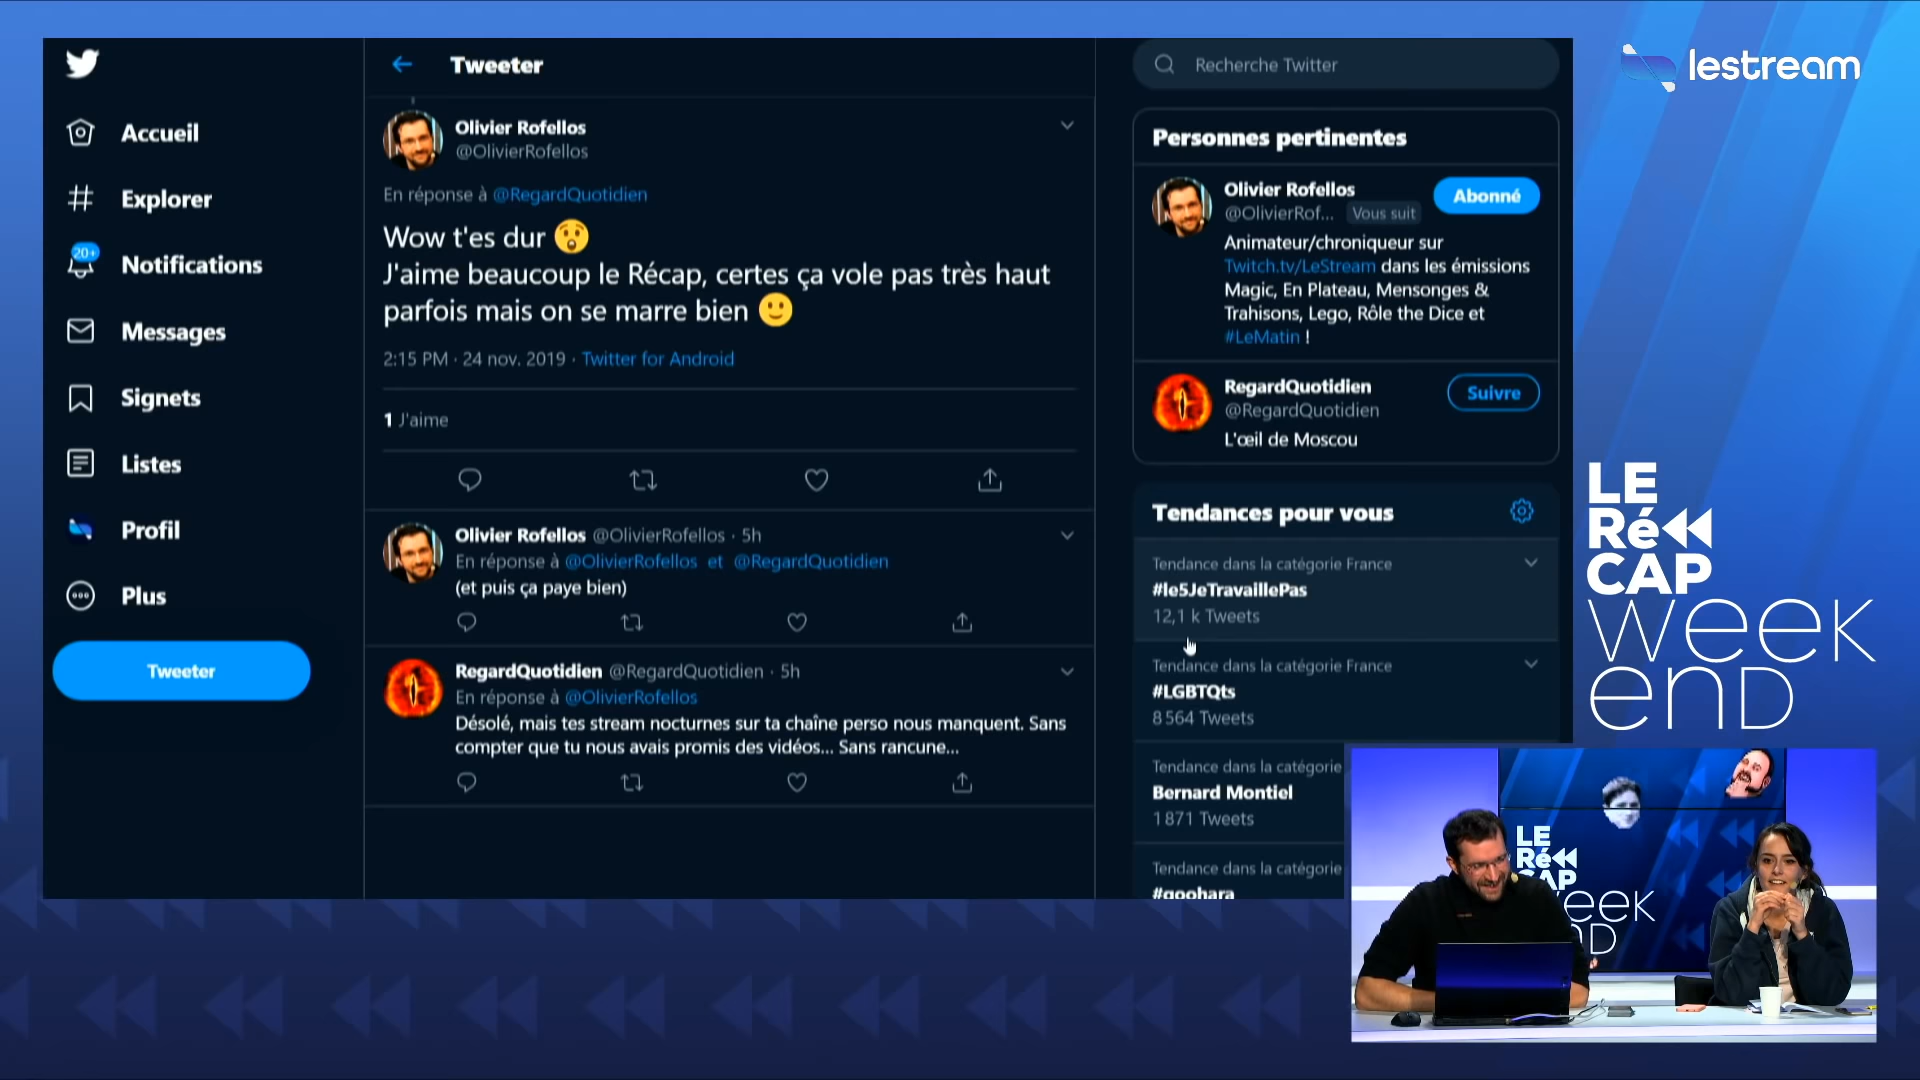 Accueil
Explorer
20+
Notifications
Messages
Signets
Listes
Profil
Plus
Tweeter
Tweeter
Olivier Rofellos
@OlivierRofellos
En réponse à @RegardQuotidien
Wow t'es dur 😲
J'aime beaucoup le Récap, certes ça vole pas très haut
parfois mais on se marre bien 🙂
2:15 PM · 24 nov. 2019 · Twitter for Android
1 J'aime
Olivier Rofellos @OlivierRofellos · 5h
En réponse à @OlivierRofellos et @RegardQuotidien
(et puis ça paye bien)
RegardQuotidien @RegardQuotidien · 5h
En réponse à @OlivierRofellos
Désolé, mais tes stream nocturnes sur ta chaîne perso nous manquent. Sans
compter que tu nous avais promis des vidéos... Sans rancune...
Recherche Twitter
Personnes pertinentes
Olivier Rofellos
@OlivierRof... Vous suit
Abonné
Animateur/chroniqueur sur
Twitch.tv/LeStream dans les émissions
Magic, En Plateau, Mensonges &
Trahisons, Lego, Rôle the Dice et
#LeMatin !
RegardQuotidien
@RegardQuotidien
Suivre
L'œil de Moscou
Tendances pour vous
Tendance dans la catégorie France
#le5JeTravaillePas
12,1 k Tweets
Tendance dans la catégorie France
#LGBTQts
8 564 Tweets
Tendance dans la catégorie
Bernard Montiel
1 871 Tweets
Tendance dans la catégorie
#goohara
lestream
LE
Ré
CAP
week
end
LE
Ré
CAP
week
end